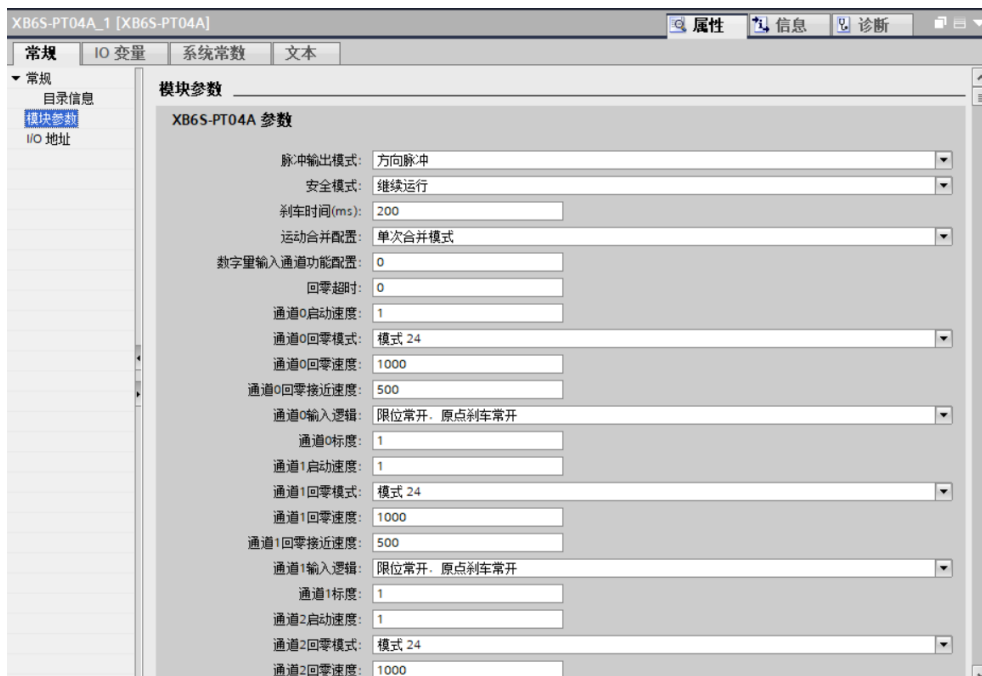 XB6S-PT04A_1 [XB6S-PT04A]
属性 信息 诊断
常规 IO 变量 系统常数 文本
常规
目录信息
模块参数
I/O 地址
模块参数
XB6S-PT04A 参数
脉冲输出模式: 方向脉冲
安全模式: 继续运行
刹车时间(ms): 200
运动合并配置: 单次合并模式
数字量输入通道功能配置: 0
回零超时: 0
通道0启动速度: 1
通道0回零模式: 模式 24
通道0回零速度: 1000
通道0回零接近速度: 500
通道0输入逻辑: 限位常开. 原点刹车常开
通道0标度: 1
通道1启动速度: 1
通道1回零模式: 模式 24
通道1回零速度: 1000
通道1回零接近速度: 500
通道1输入逻辑: 限位常开. 原点刹车常开
通道1标度: 1
通道2启动速度: 1
通道2回零模式: 模式 24
通道2回零速度: 1000